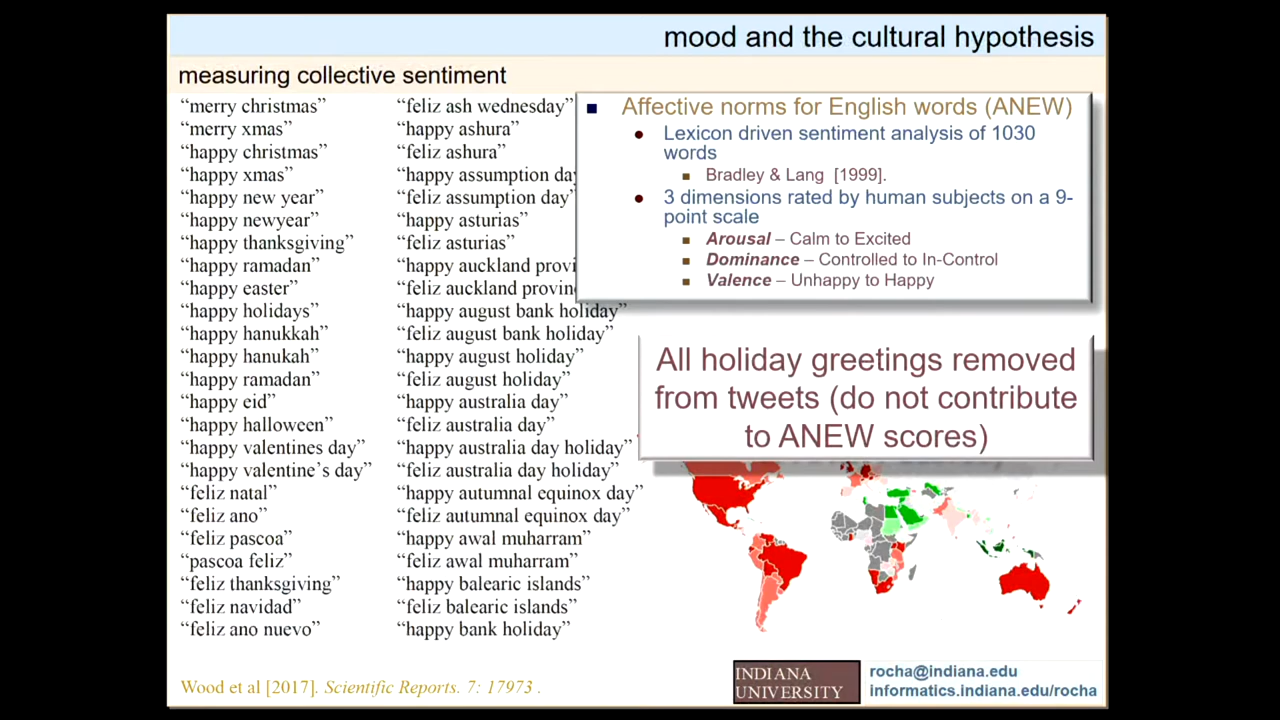 mood and the cultural hypothesis
measuring collective sentiment
“merry christmas”
“merry xmas”
“happy christmas”
“happy xmas”
“happy new year”
“happy newyear”
“happy thanksgiving”
“happy ramadan”
“happy easter”
“happy holidays”
“happy hanukkah”
“happy hanukah”
“happy ramadan”
“happy eid”
“happy halloween”
“happy valentines day”
“happy valentine’s day”
“feliz natal”
“feliz ano”
“feliz pascoa”
“pascoa feliz”
“feliz thanksgiving”
“feliz navidad”
“feliz ano nuevo”
“feliz ash wednesday”
“happy ashura”
“feliz ashura”
“happy assumption day
“feliz assumption day”
“happy asturias”
“feliz asturias”
“happy auckland provi
“feliz auckland provin
“happy august bank holiday”
“feliz august bank holiday”
“happy august holiday”
“feliz august holiday”
“happy australia day”
“feliz australia day”
“happy australia day holiday”
“feliz australia day holiday”
“happy autumnal equinox day”
“feliz autumnal equinox day”
“happy awal muharram”
“feliz awal muharram”
“happy balearic islands”
“feliz balearic islands”
“happy bank holiday”
Affective norms for English words (ANEW)
Lexicon driven sentiment analysis of 1030
words
Bradley & Lang [1999].
3 dimensions rated by human subjects on a 9-
point scale
Arousal – Calm to Excited
Dominance – Controlled to In-Control
Valence – Unhappy to Happy
All holiday greetings removed
from tweets (do not contribute
to ANEW scores)
Wood et al [2017]. Scientific Reports. 7: 17973 .
INDIANA
UNIVERSITY
rocha@indiana.edu
informatics.indiana.edu/rocha